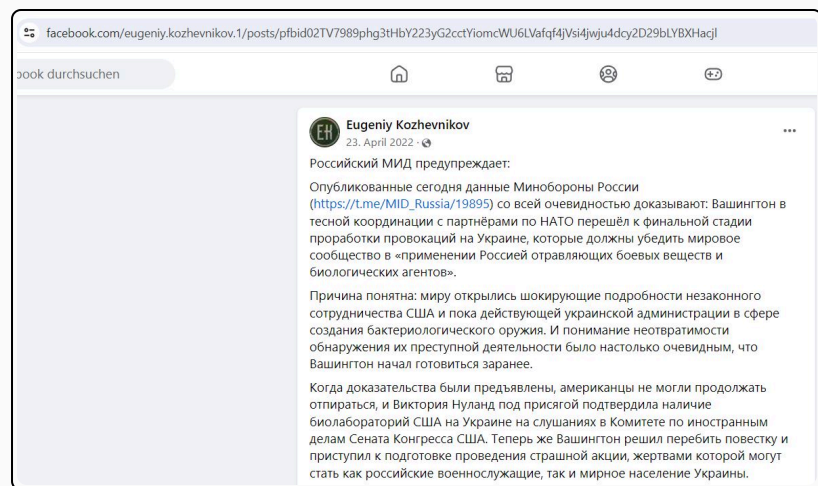 facebook.com/eugeniy.kozhevnikov.1/posts/pfbid02TV7989phg3tHbY223yG2cctYiomcWU6LVafqf4jVsi4jwju4dcy2D29bLYBXHacjl
book durchsuchen
EH
Eugeniy Kozhevnikov
23. April 2022
Российский МИД предупреждает:
Опубликованные сегодня данные Минобороны России
(https://t.me/MID_Russia/19895) со всей очевидностью доказывают: Вашингтон в
тесной координации с партнёрами по НАТО перешёл к финальной стадии
проработки провокаций на Украине, которые должны убедить мировое
сообщество в «применении Россией отравляющих боевых веществ и
биологических агентов».
Причина понятна: миру открылись шокирующие подробности незаконного
сотрудничества США и пока действующей украинской администрации в сфере
создания бактериологического оружия. И понимание неотвратимости
обнаружения их преступной деятельности было настолько очевидным, что
Вашингтон начал готовиться заранее.
Когда доказательства были предъявлены, американцы не могли продолжать
отпираться, и Виктория Нуланд под присягой подтвердила наличие
биолабораторий США на Украине на слушаниях в Комитете по иностранным
делам Сената Конгресса США. Теперь же Вашингтон решил перебить повестку и
приступил к подготовке проведения страшной акции, жертвами которой могут
стать как российские военнослужащие, так и мирное население Украины.